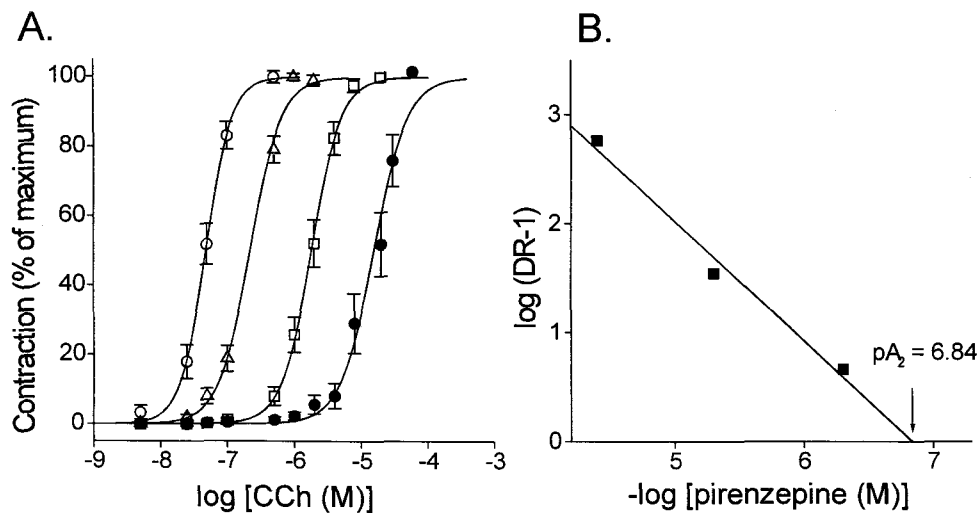 A.
Contraction (% of maximum)
100
80
60
40
20
0
-9 -8 -7 -6 -5 -4 -3
log [CCh (M)]
B.
log (DR-1)
3
2
1
0
pA₂ = 6.84
5 6 7
-log [pirenzepine (M)]